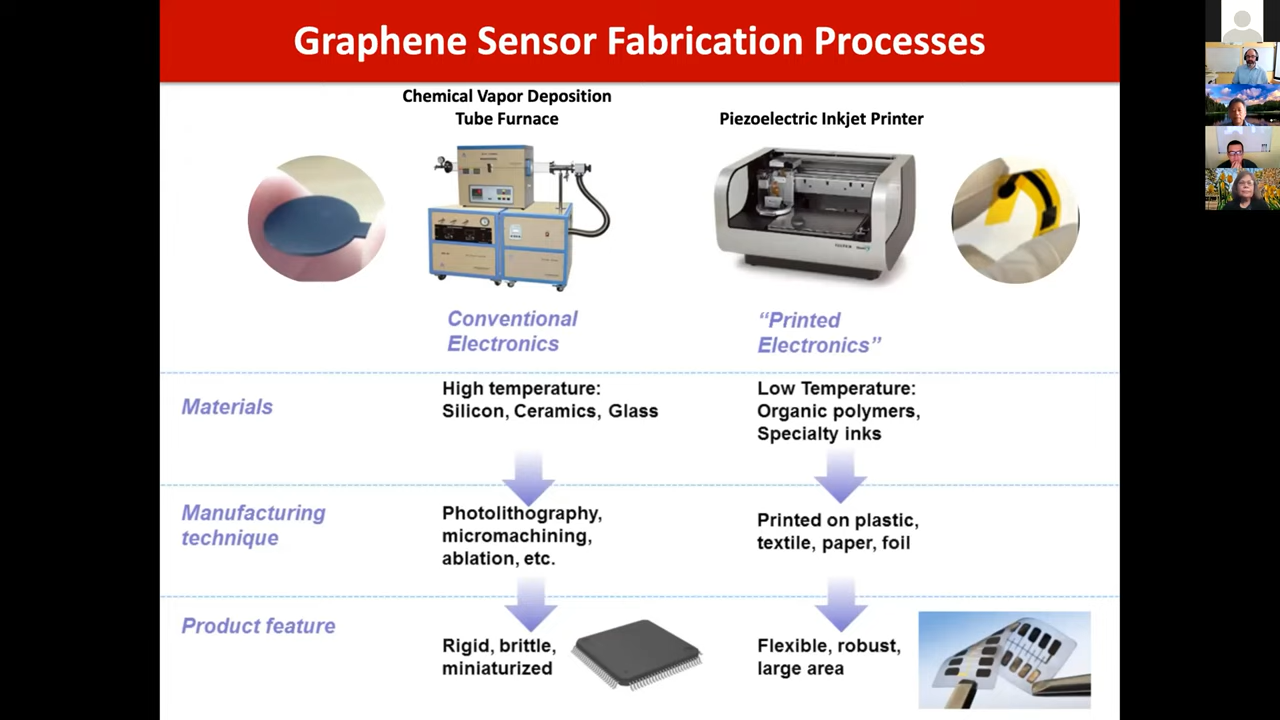 Graphene Sensor Fabrication Processes
Chemical Vapor Deposition
Tube Furnace
Piezoelectric Inkjet Printer
Conventional
Electronics
“Printed
Electronics”
Materials
High temperature:
Silicon, Ceramics, Glass
Low Temperature:
Organic polymers,
Specialty inks
Manufacturing
technique
Photolithography,
micromachining,
ablation, etc.
Printed on plastic,
textile, paper, foil
Product feature
Rigid, brittle,
miniaturized
Flexible, robust,
large area